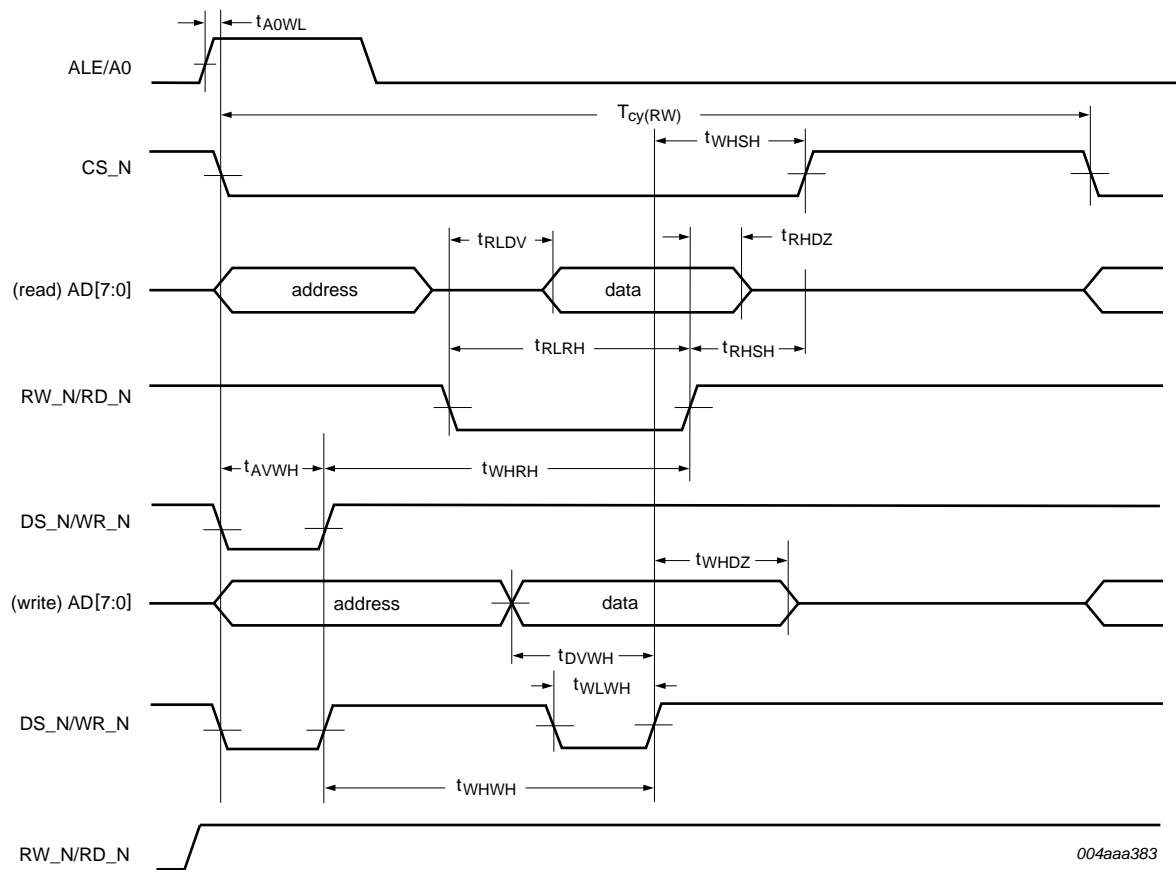 tA0WL
ALE/A0
Tcy(RW)
tWHSH
CS_N
tRLDV
tRHDZ
(read) AD[7:0]
address
data
tRLRH
tRHSH
RW_N/RD_N
tAVWH
tWHRH
DS_N/WR_N
tWHDZ
(write) AD[7:0]
address
data
tDVWH
tWLWH
DS_N/WR_N
tWHWH
RW_N/RD_N
004aaa383